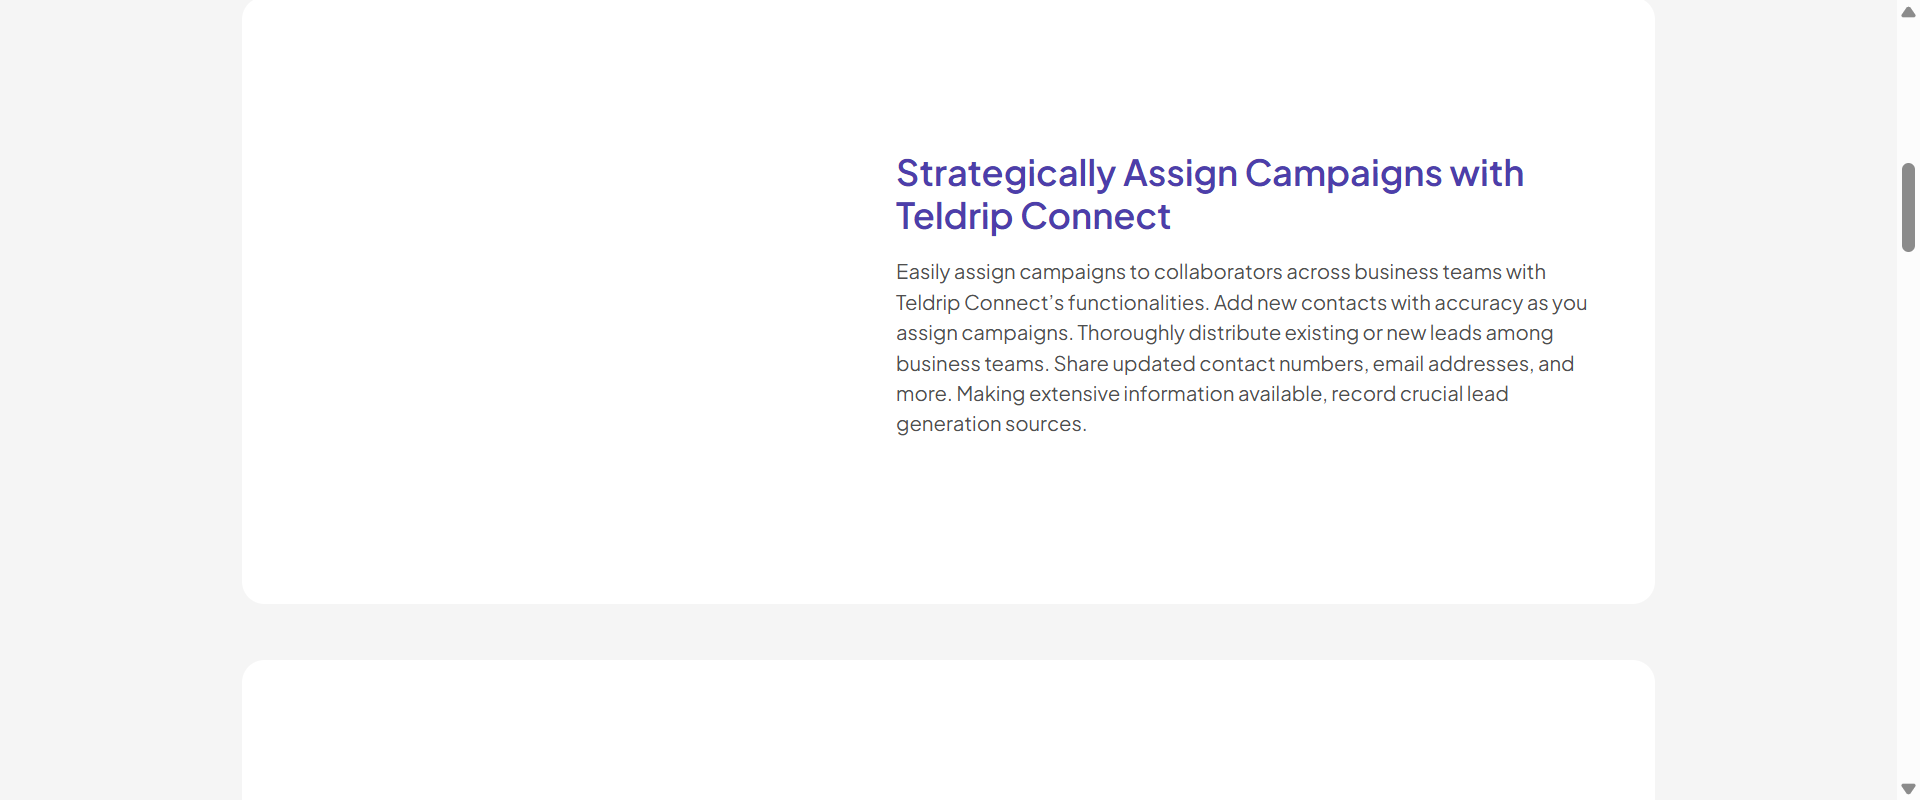 Strategically Assign Campaigns with
Teldrip Connect
Easily assign campaigns to collaborators across business teams with
Teldrip Connect’s functionalities. Add new contacts with accuracy as you
assign campaigns. Thoroughly distribute existing or new leads among
business teams. Share updated contact numbers, email addresses, and
more. Making extensive information available, record crucial lead
generation sources.